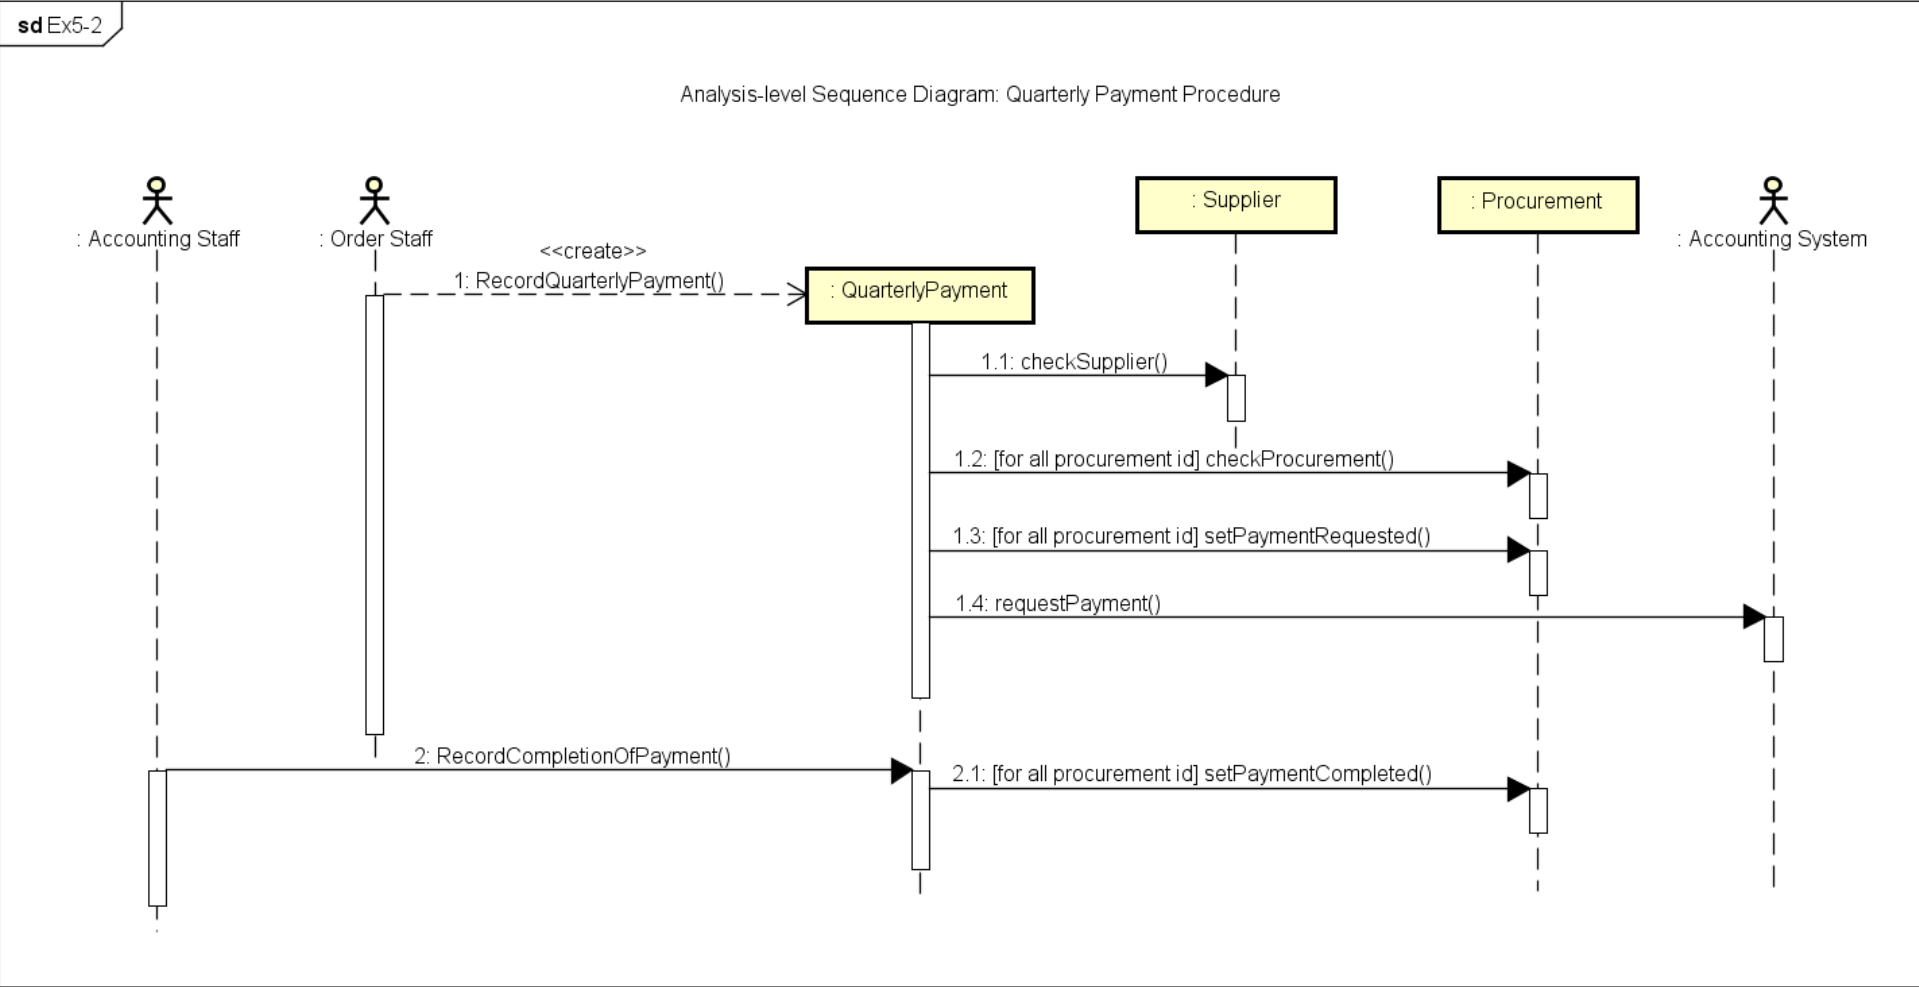 sd Ex5-2
Analysis-level Sequence Diagram: Quarterly Payment Procedure
: Accounting Staff
: Order Staff
: Supplier
: Procurement
: Accounting System
<<create>>
1: RecordQuarterlyPayment()
: QuarterlyPayment
1.1: checkSupplier()
1.2: [for all procurement id] checkProcurement()
1.3: [for all procurement id] setPaymentRequested()
1.4: requestPayment()
2: RecordCompletionOfPayment()
2.1: [for all procurement id] setPaymentCompleted()